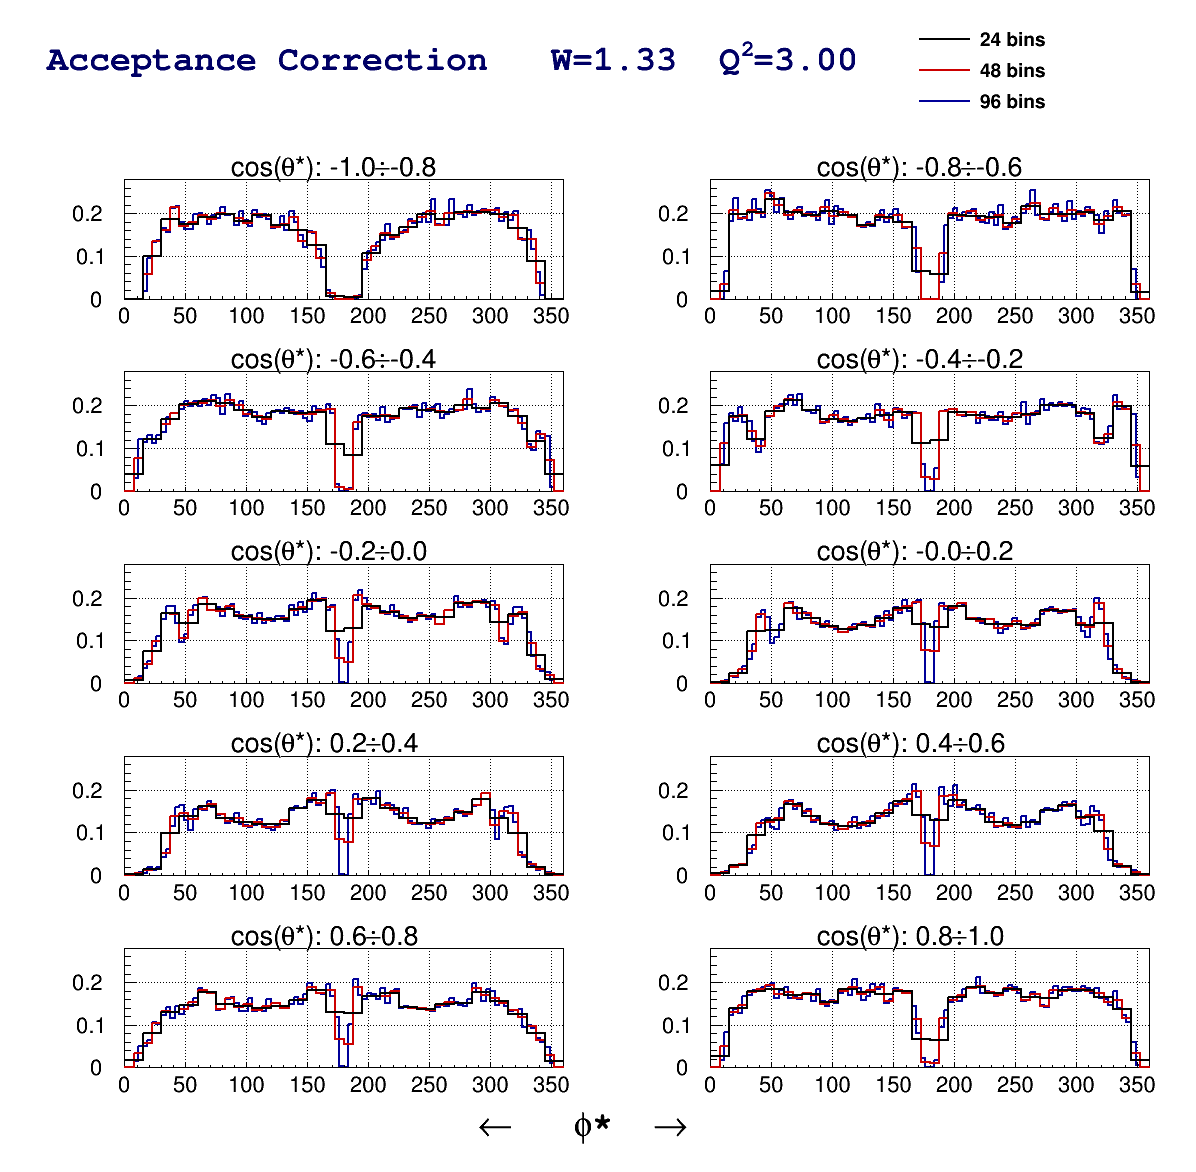 Acceptance Correction W=1.33 Q²=3.00
24 bins
48 bins
96 bins
cos(θ*): -1.0÷-0.8
0.2
0.1
0
0 50 100 150 200 250 300 350
cos(θ*): -0.8÷-0.6
0.2
0.1
0
0 50 100 150 200 250 300 350
cos(θ*): -0.6÷-0.4
0.2
0.1
0
0 50 100 150 200 250 300 350
cos(θ*): -0.4÷-0.2
0.2
0.1
0
0 50 100 150 200 250 300 350
cos(θ*): -0.2÷0.0
0.2
0.1
0
0 50 100 150 200 250 300 350
cos(θ*): -0.0÷0.2
0.2
0.1
0
0 50 100 150 200 250 300 350
cos(θ*): 0.2÷0.4
0.2
0.1
0
0 50 100 150 200 250 300 350
cos(θ*): 0.4÷0.6
0.2
0.1
0
0 50 100 150 200 250 300 350
cos(θ*): 0.6÷0.8
0.2
0.1
0
0 50 100 150 200 250 300 350
cos(θ*): 0.8÷1.0
0.2
0.1
0
0 50 100 150 200 250 300 350
← ϕ* →